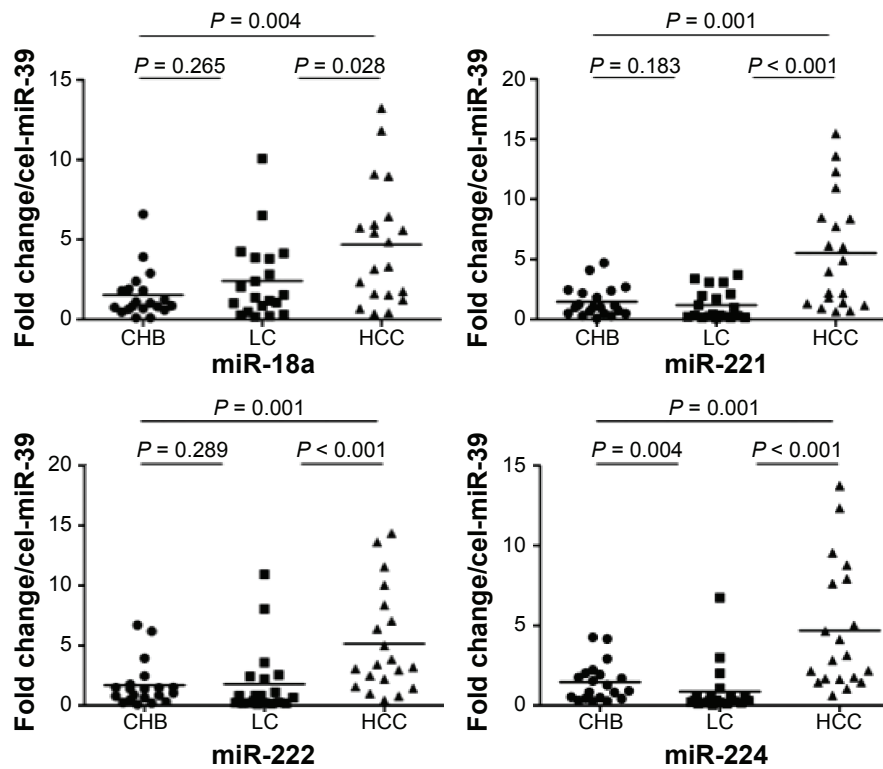 P = 0.004
P = 0.265 P = 0.028
Fold change/cel-miR-39
15
10
5
0
CHB LC HCC
miR-18a
P = 0.001
P = 0.183 P < 0.001
Fold change/cel-miR-39
20
15
10
5
0
CHB LC HCC
miR-221
P = 0.001
P = 0.289 P < 0.001
Fold change/cel-miR-39
20
15
10
5
0
CHB LC HCC
miR-222
P = 0.001
P = 0.004 P < 0.001
Fold change/cel-miR-39
15
10
5
0
CHB LC HCC
miR-224